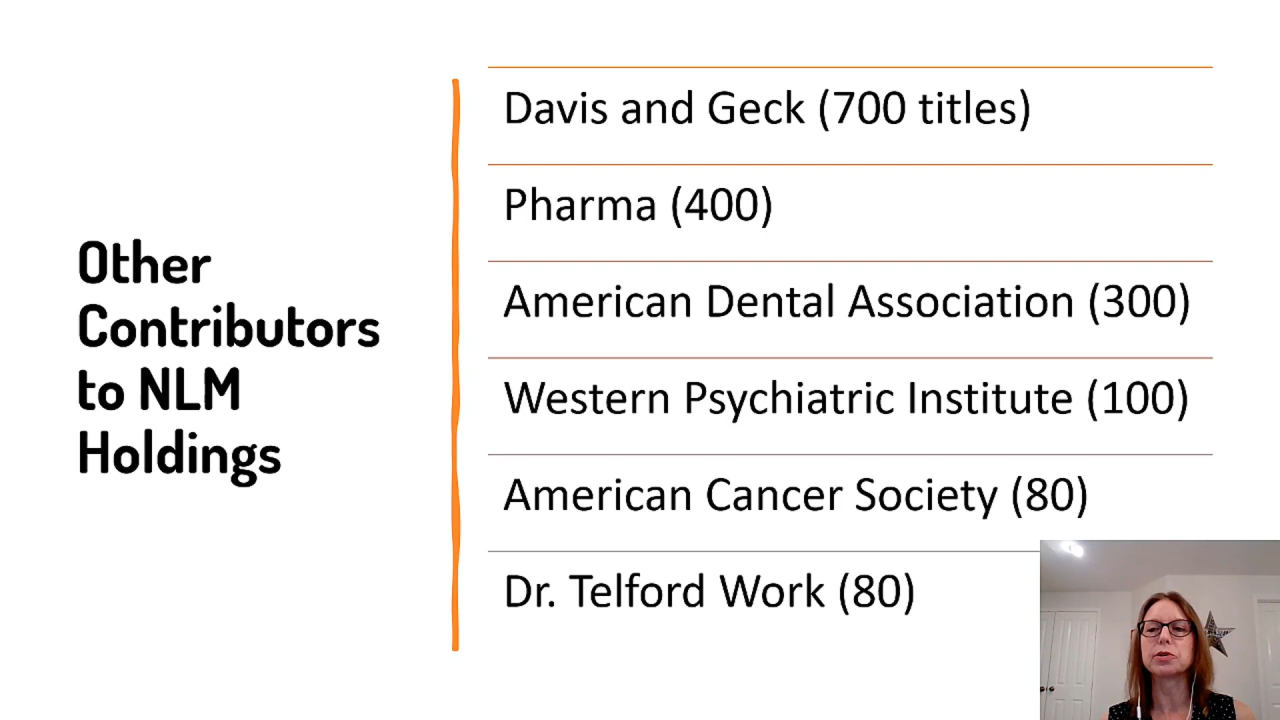 Other
Contributors
to NLM
Holdings
Davis and Geck (700 titles)
Pharma (400)
American Dental Association (300)
Western Psychiatric Institute (100)
American Cancer Society (80)
Dr. Telford Work (80)